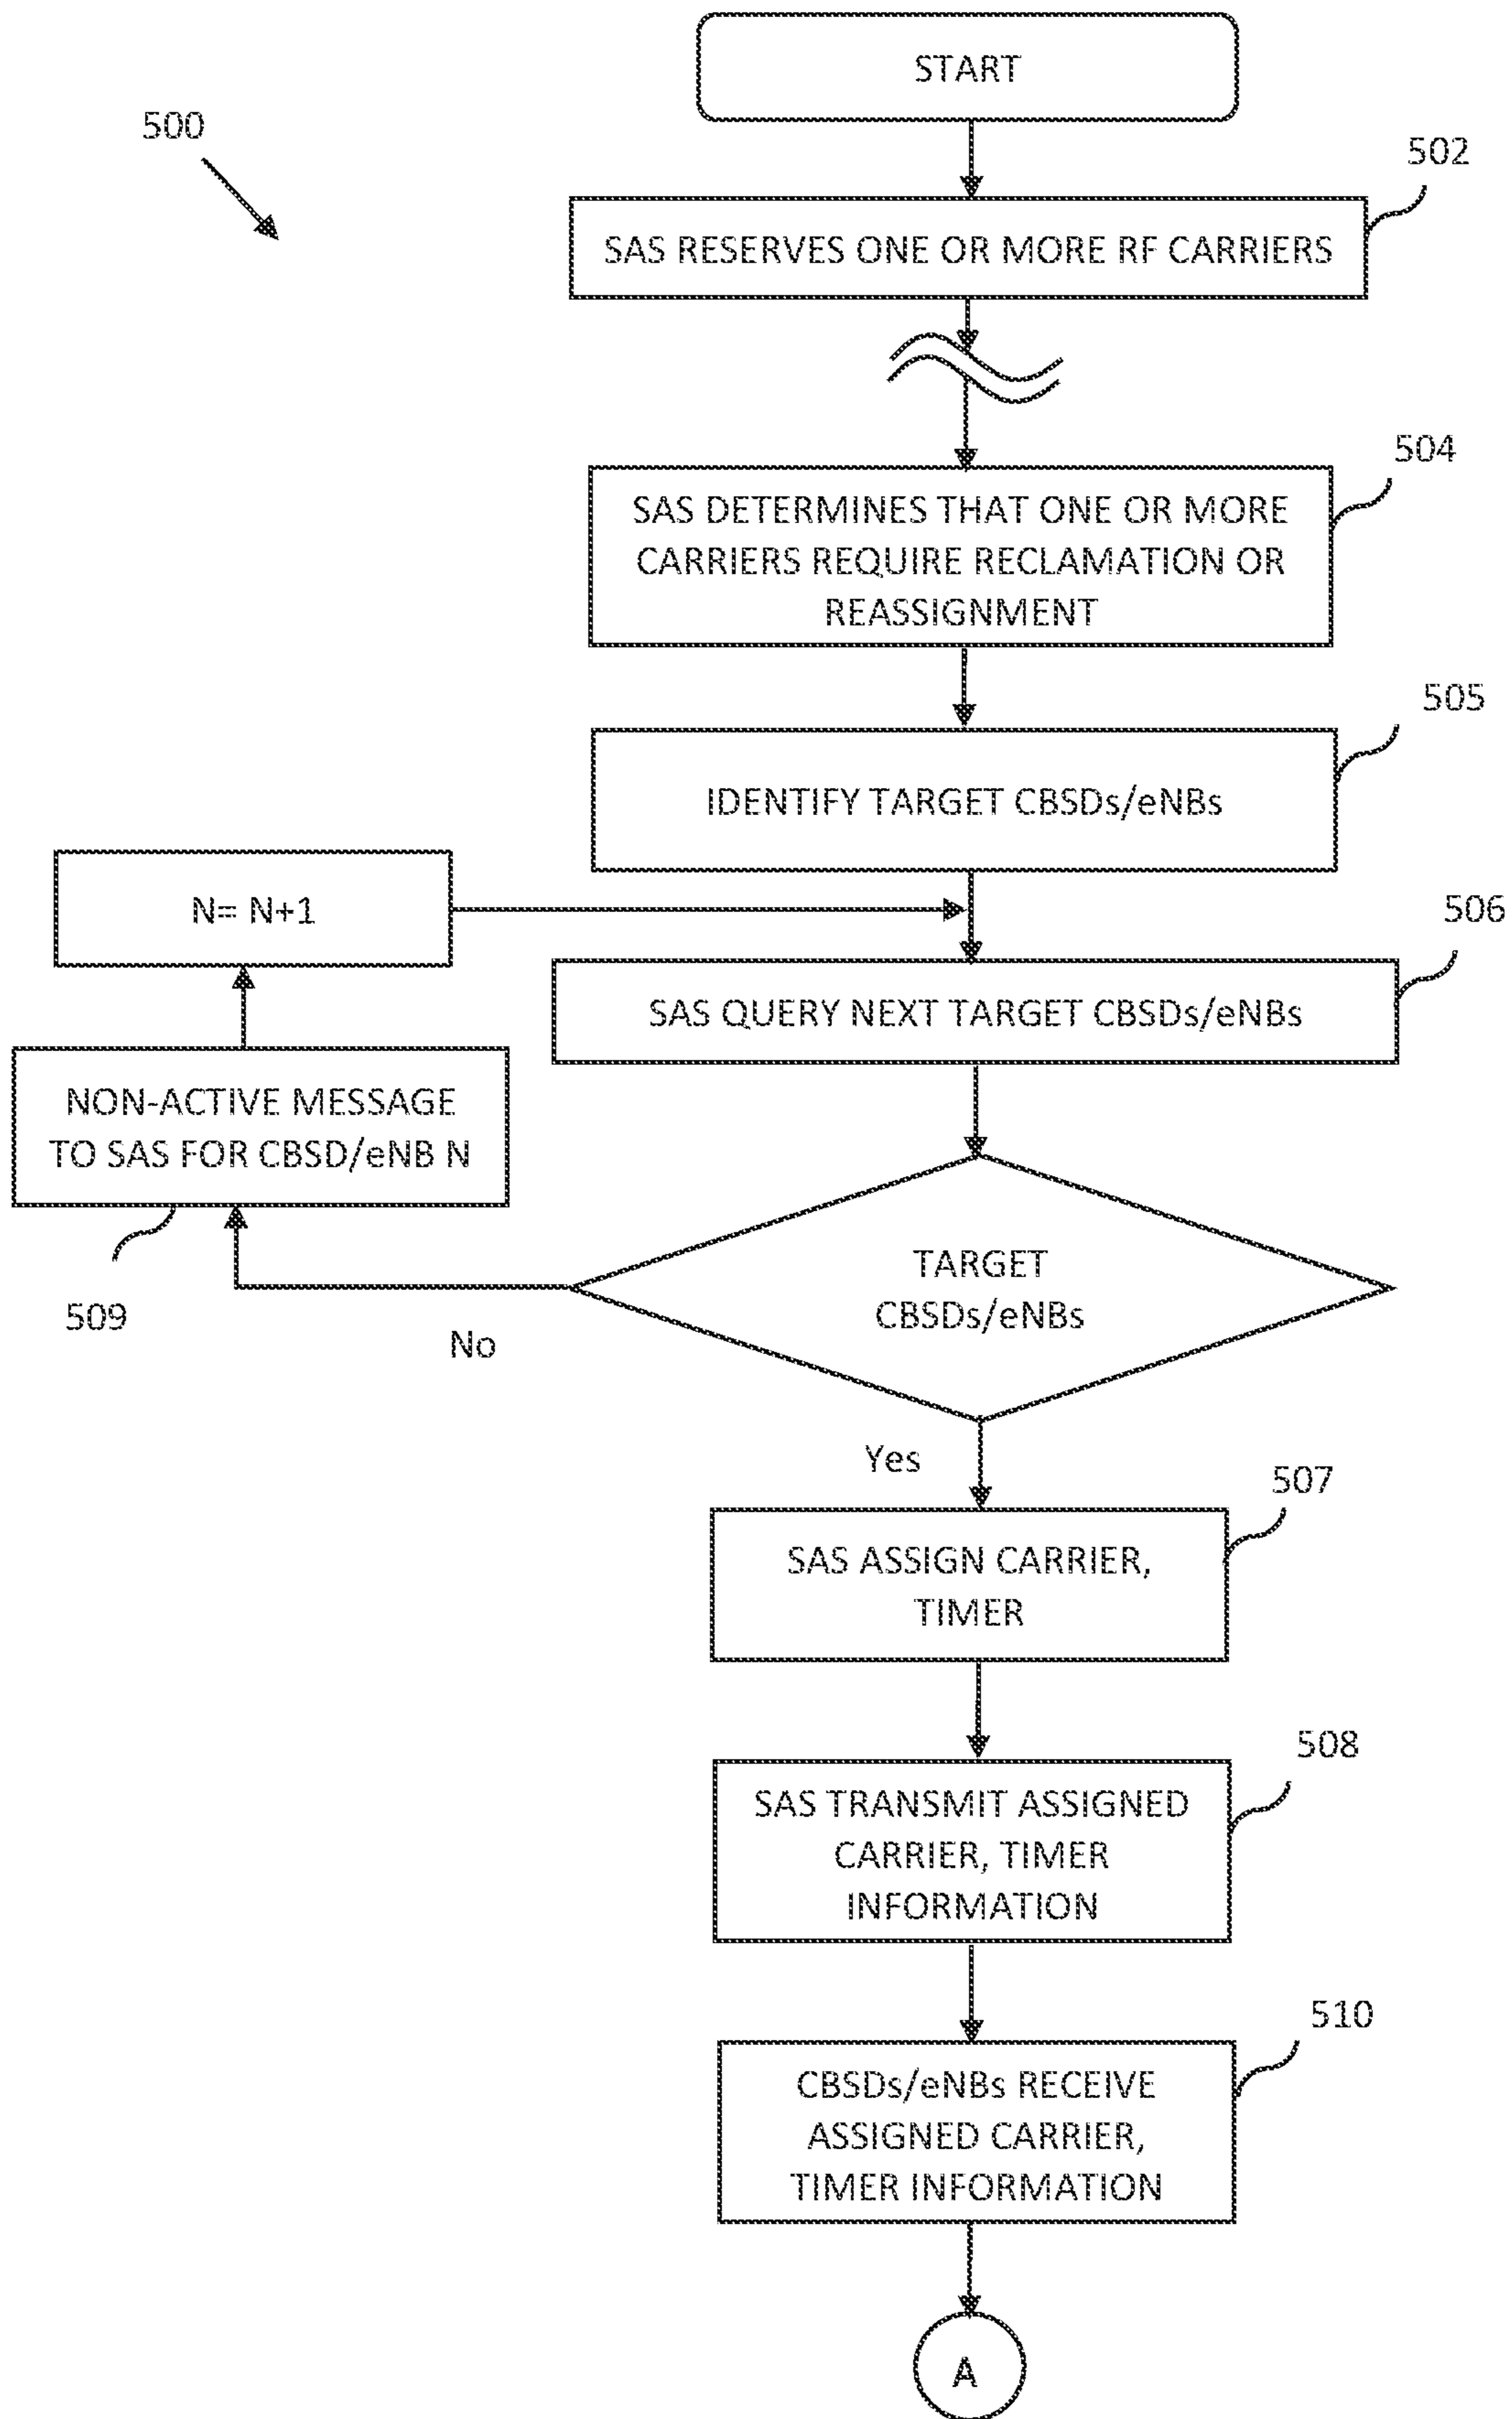 START
500
502
SAS RESERVES ONE OR MORE RF CARRIERS
504
SAS DETERMINES THAT ONE OR MORE
CARRIERS REQUIRE RECLAMATION OR
REASSIGNMENT
505
IDENTIFY TARGET CBSDs/eNBs
N= N+1
506
SAS QUERY NEXT TARGET CBSDs/eNBs
NON-ACTIVE MESSAGE
TO SAS FOR CBSD/eNB N
509
TARGET
CBSDs/eNBs
No
Yes
507
SAS ASSIGN CARRIER,
TIMER
508
SAS TRANSMIT ASSIGNED
CARRIER, TIMER
INFORMATION
510
CBSDs/eNBs RECEIVE
ASSIGNED CARRIER,
TIMER INFORMATION
A